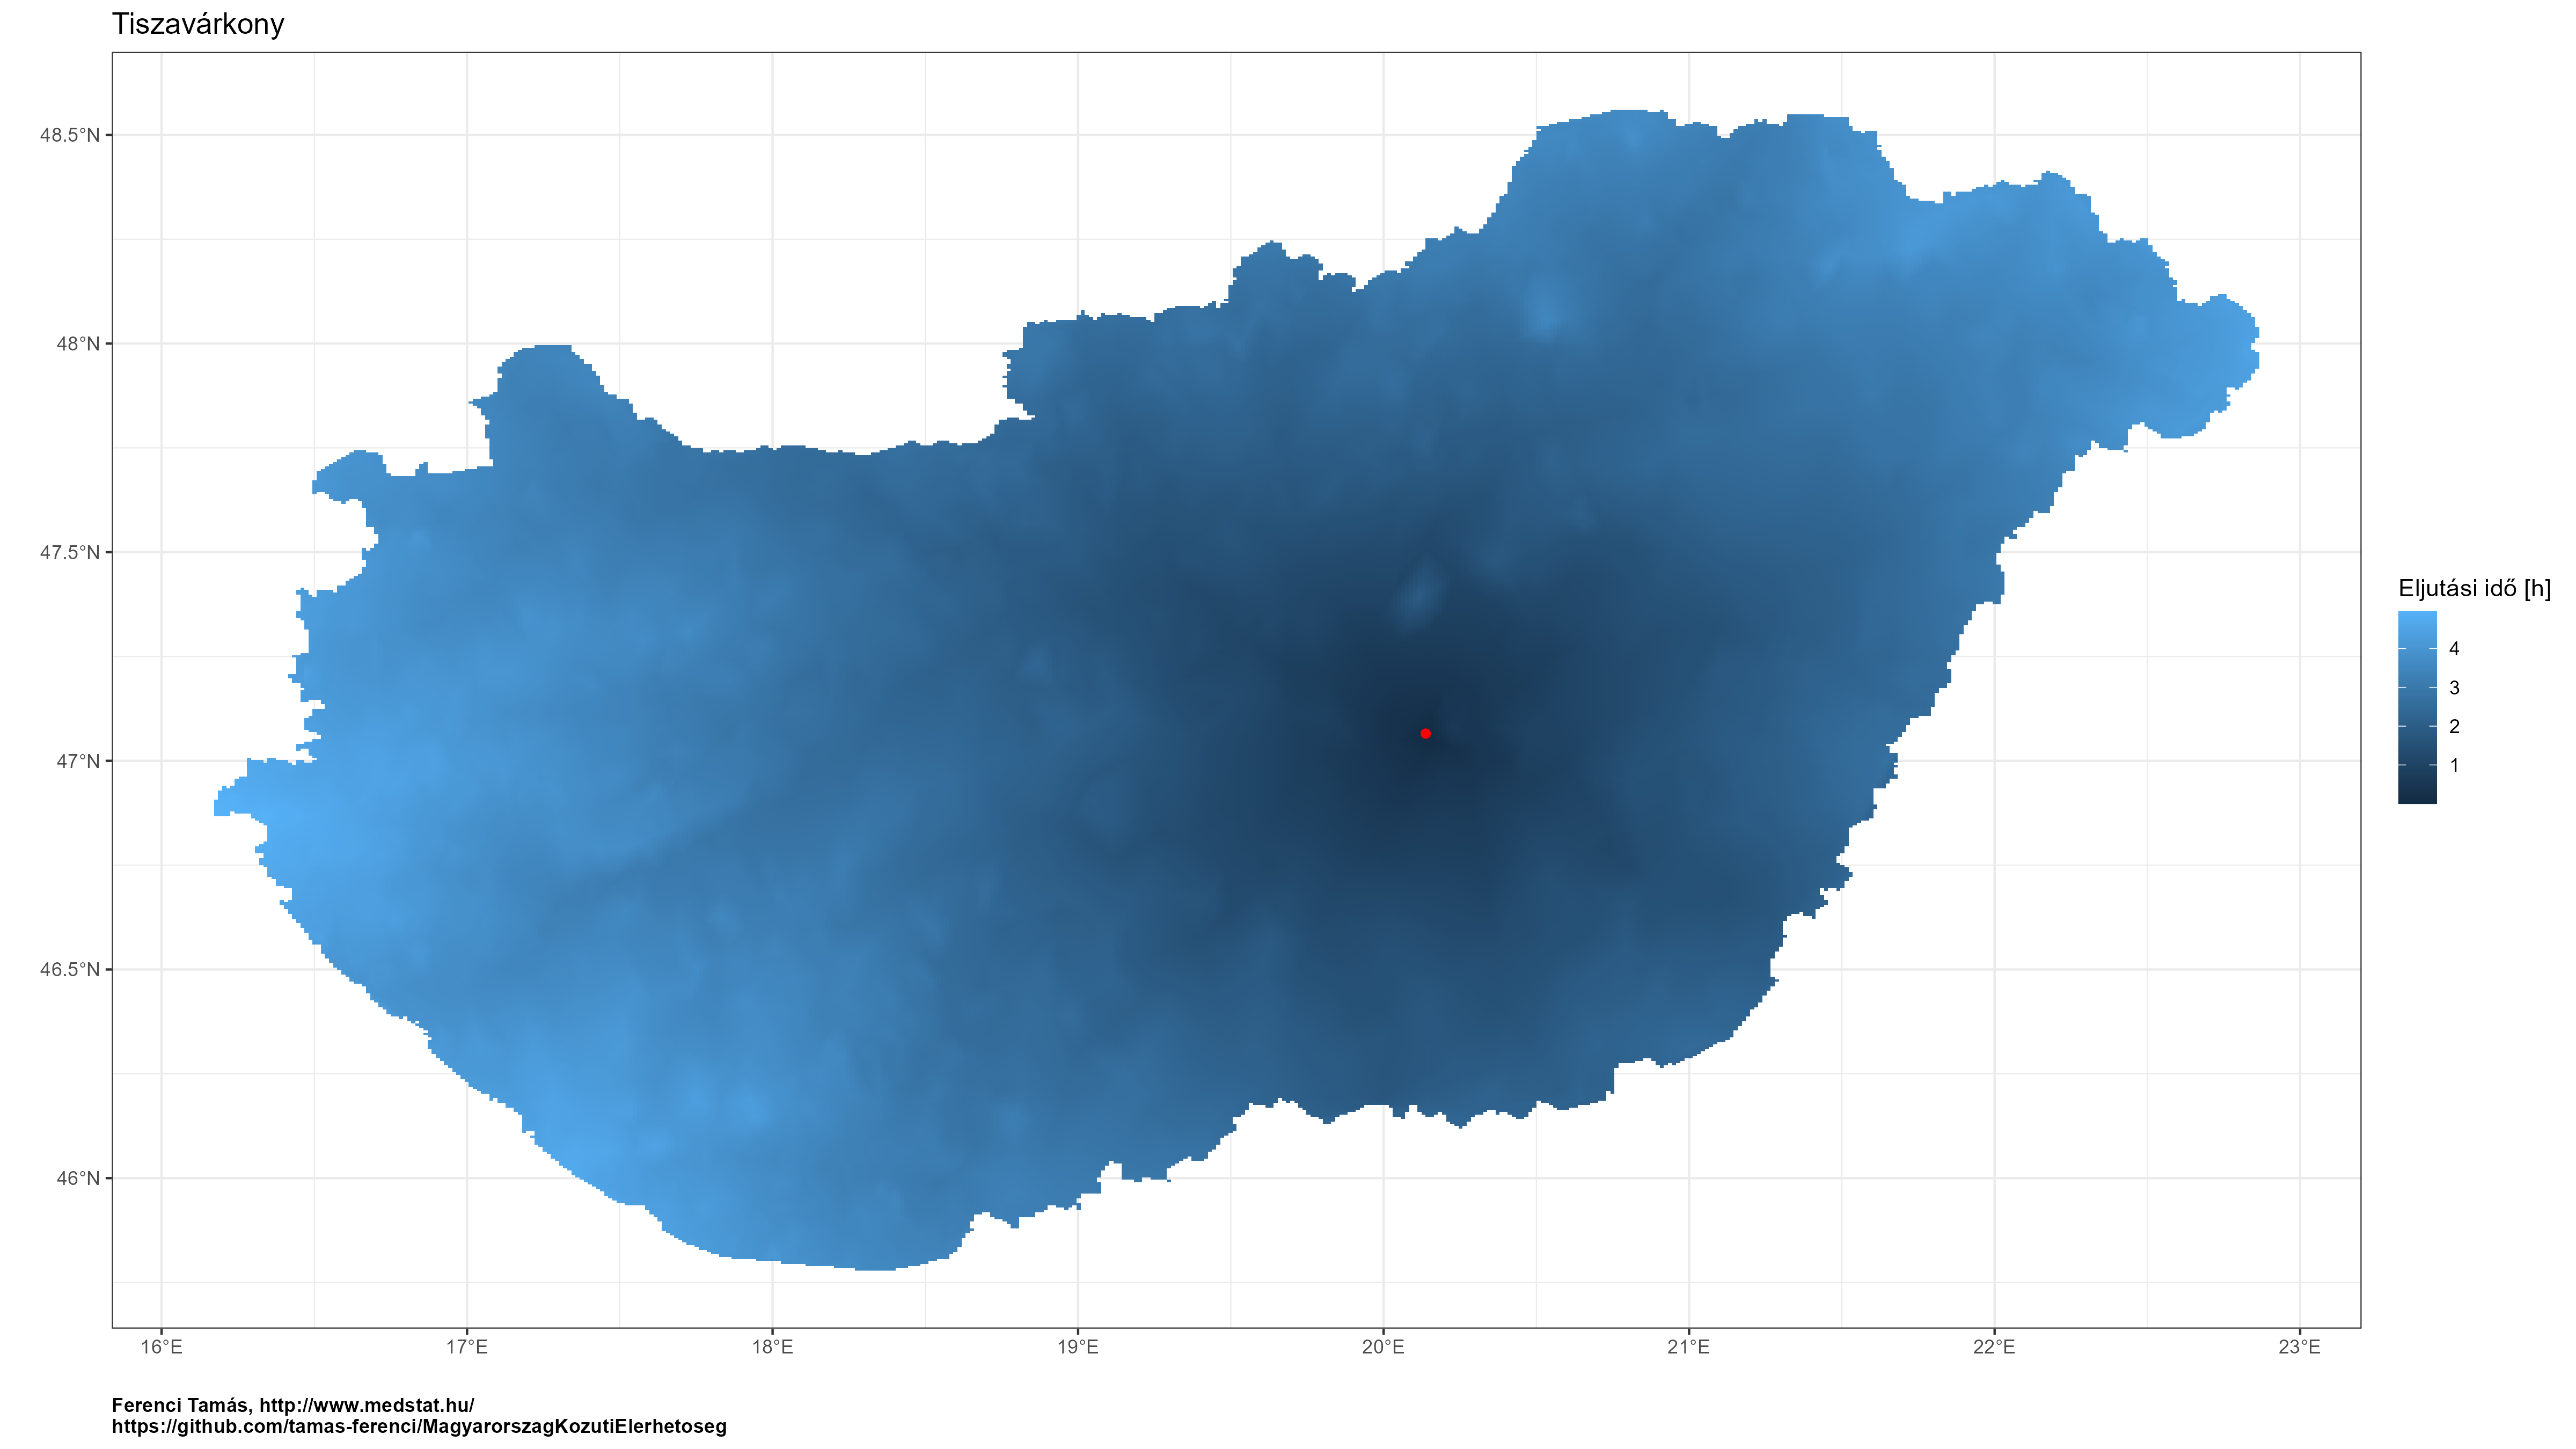 Tiszavárkony
48.5°N
48°N
47.5°N
47°N
46.5°N
46°N
16°E 17°E 18°E 19°E 20°E 21°E 22°E 23°E
Eljutási idő [h]
4
3
2
1
Ferenci Tamás, http://www.medstat.hu/
https://github.com/tamas-ferenci/MagyarorszagKozutiElerhetoseg